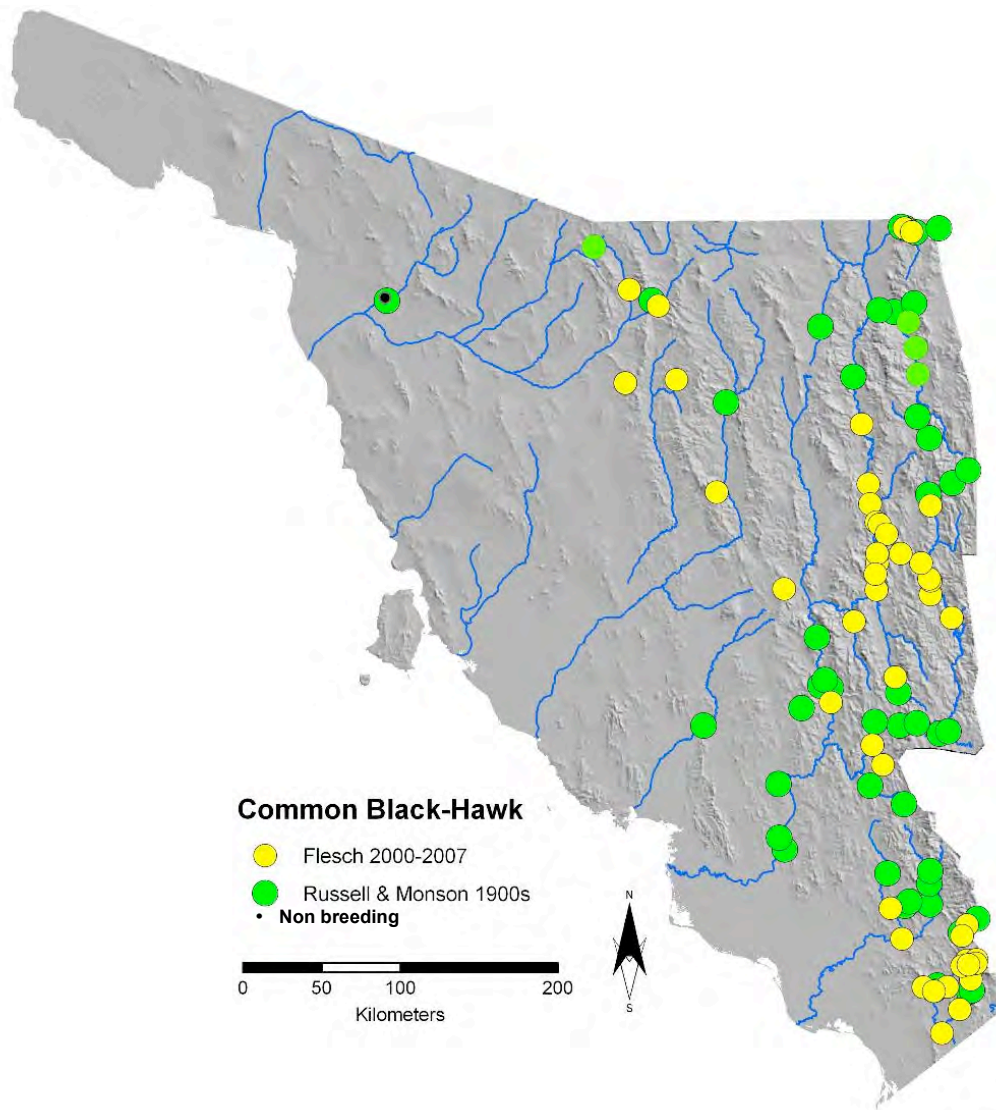 Common Black-Hawk
Flesch 2000-2007
Russell & Monson 1900s
• Non breeding
0 50 100 200
Kilometers
N
S